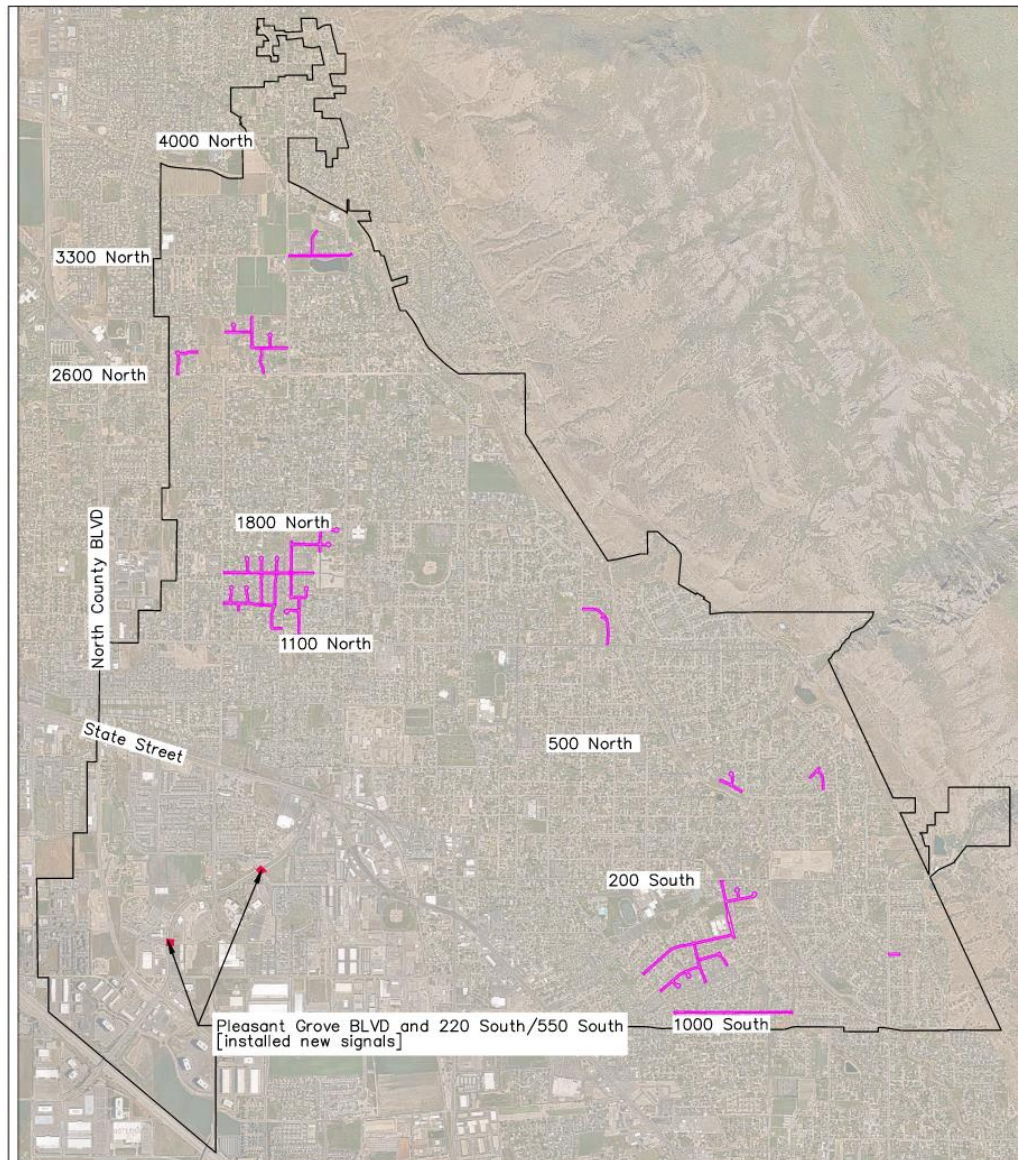 4000 North
3300 North
2600 North
1800 North
North County BLVD
1100 North
State Street
500 North
200 South
Pleasant Grove BLVD and 220 South/550 South
[installed new signals]
1000 South